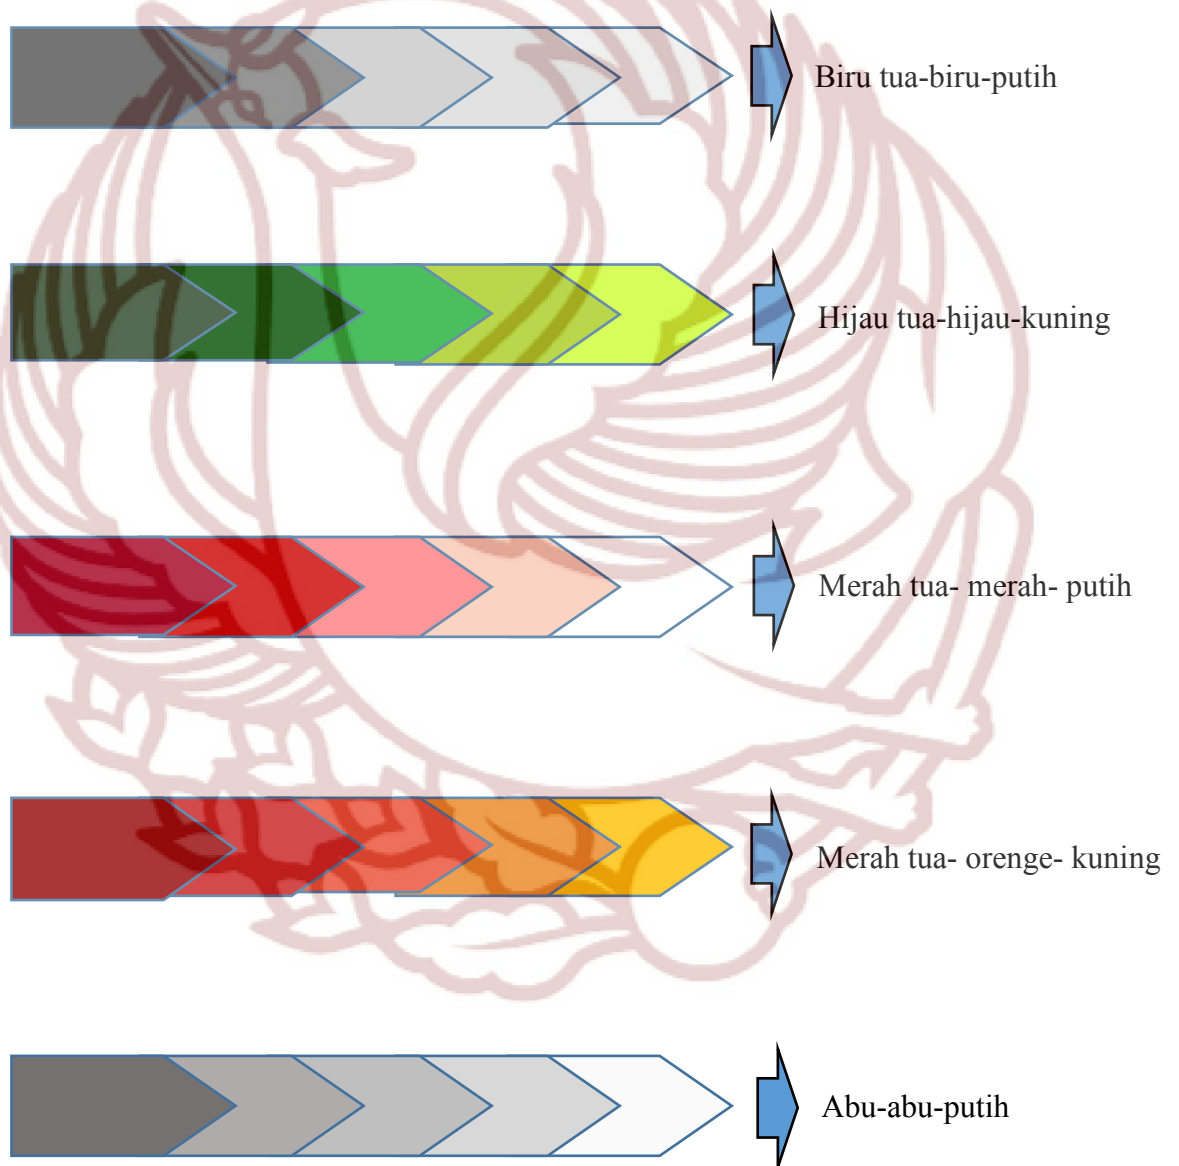 Biru tua-biru-putih
Hijau tua-hijau-kuning
Merah tua- merah- putih
Merah tua- orenge- kuning
Abu-abu-putih